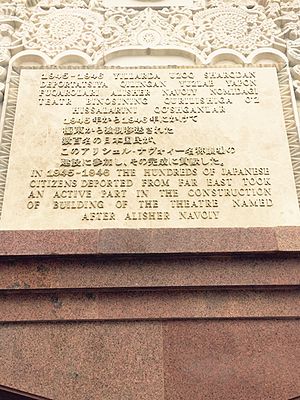 1945-1946 YILLARDA UZOQ SHARQDAN
DEPORTATSIYA QILINGAN YUZLAB YAPON
FUQAROLARI ALISHER NAVOIY NOMIDAGI
TEATR BINOSINING QURILISHIGA O'Z
HISSALARINI QO'SHGANLAR
1945年から1946年にかけて
極東から強制移送された
数百名の日本国民が、
このアリシェル・ナヴォイー名称劇場の
建設に参加し、その完成に貢献した。
IN 1945-1946 THE HUNDREDS OF JAPANESE
CITIZENS DEPORTED FROM FAR EAST TOOK
AN ACTIVE PART IN THE CONSTRUCTION
OF BUILDING OF THE THEATRE NAMED
AFTER ALISHER NAVOIY